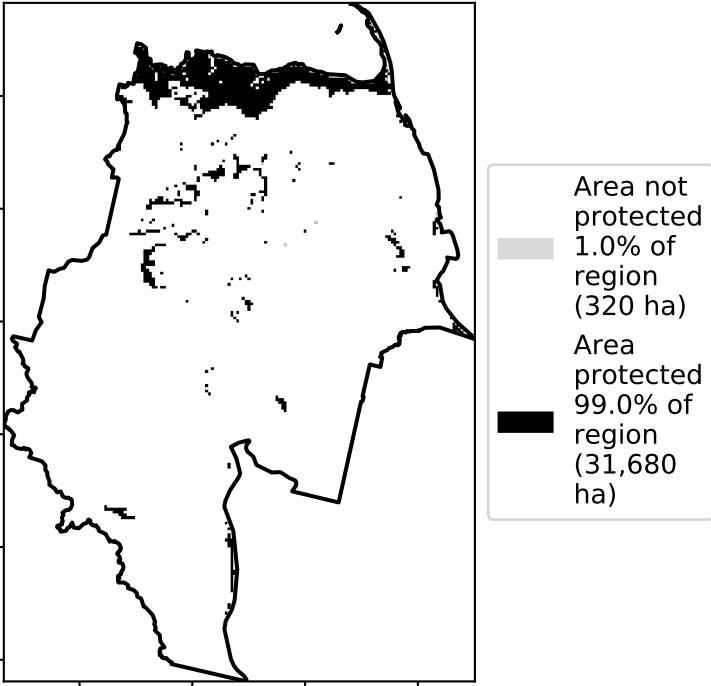 Area not
protected
1.0% of
region
(320 ha)
Area
protected
99.0% of
region
(31,680
ha)